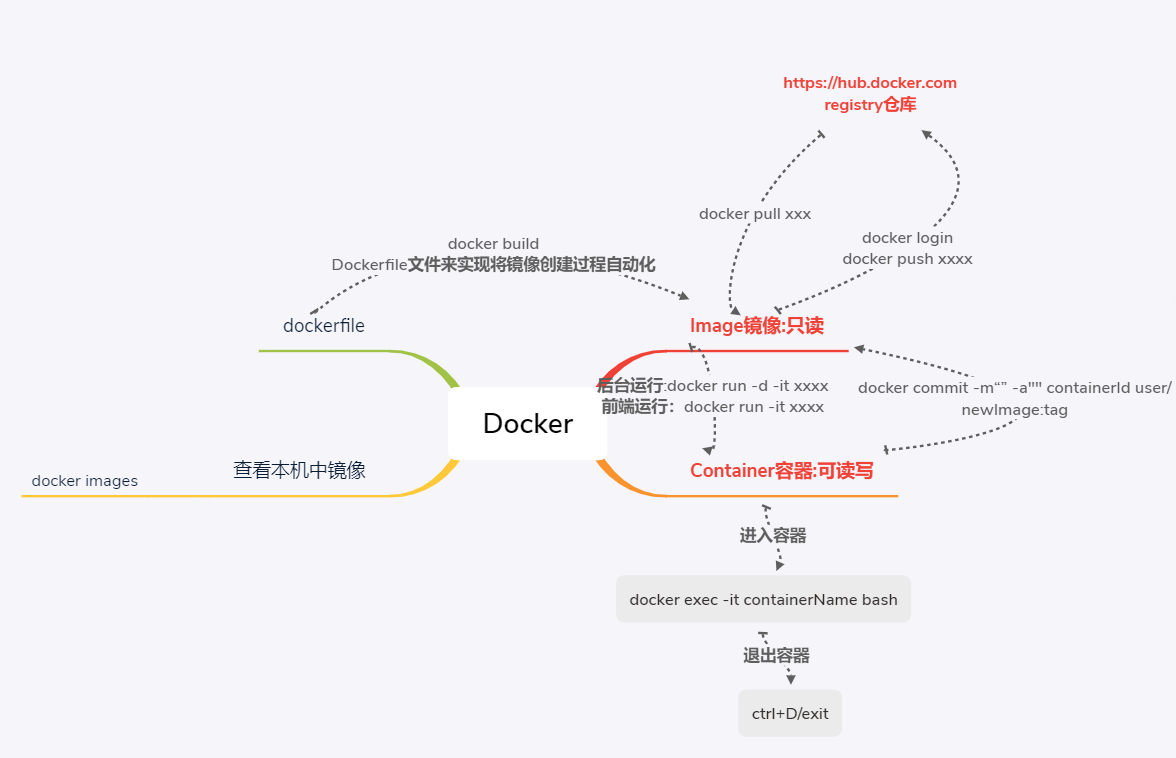 https://hub.docker.com
registry仓库
docker pull xxx
docker login
docker push xxxx
docker build
Dockerfile文件来实现将镜像创建过程自动化
dockerfile
Image镜像:只读
后台运行:docker run -d -it xxxx
前端运行：docker run -it xxxx
docker commit -m“” -a"" containerId user/
newImage:tag
Docker
查看本机中镜像
docker images
Container容器:可读写
进入容器
docker exec -it containerName bash
退出容器
ctrl+D/exit